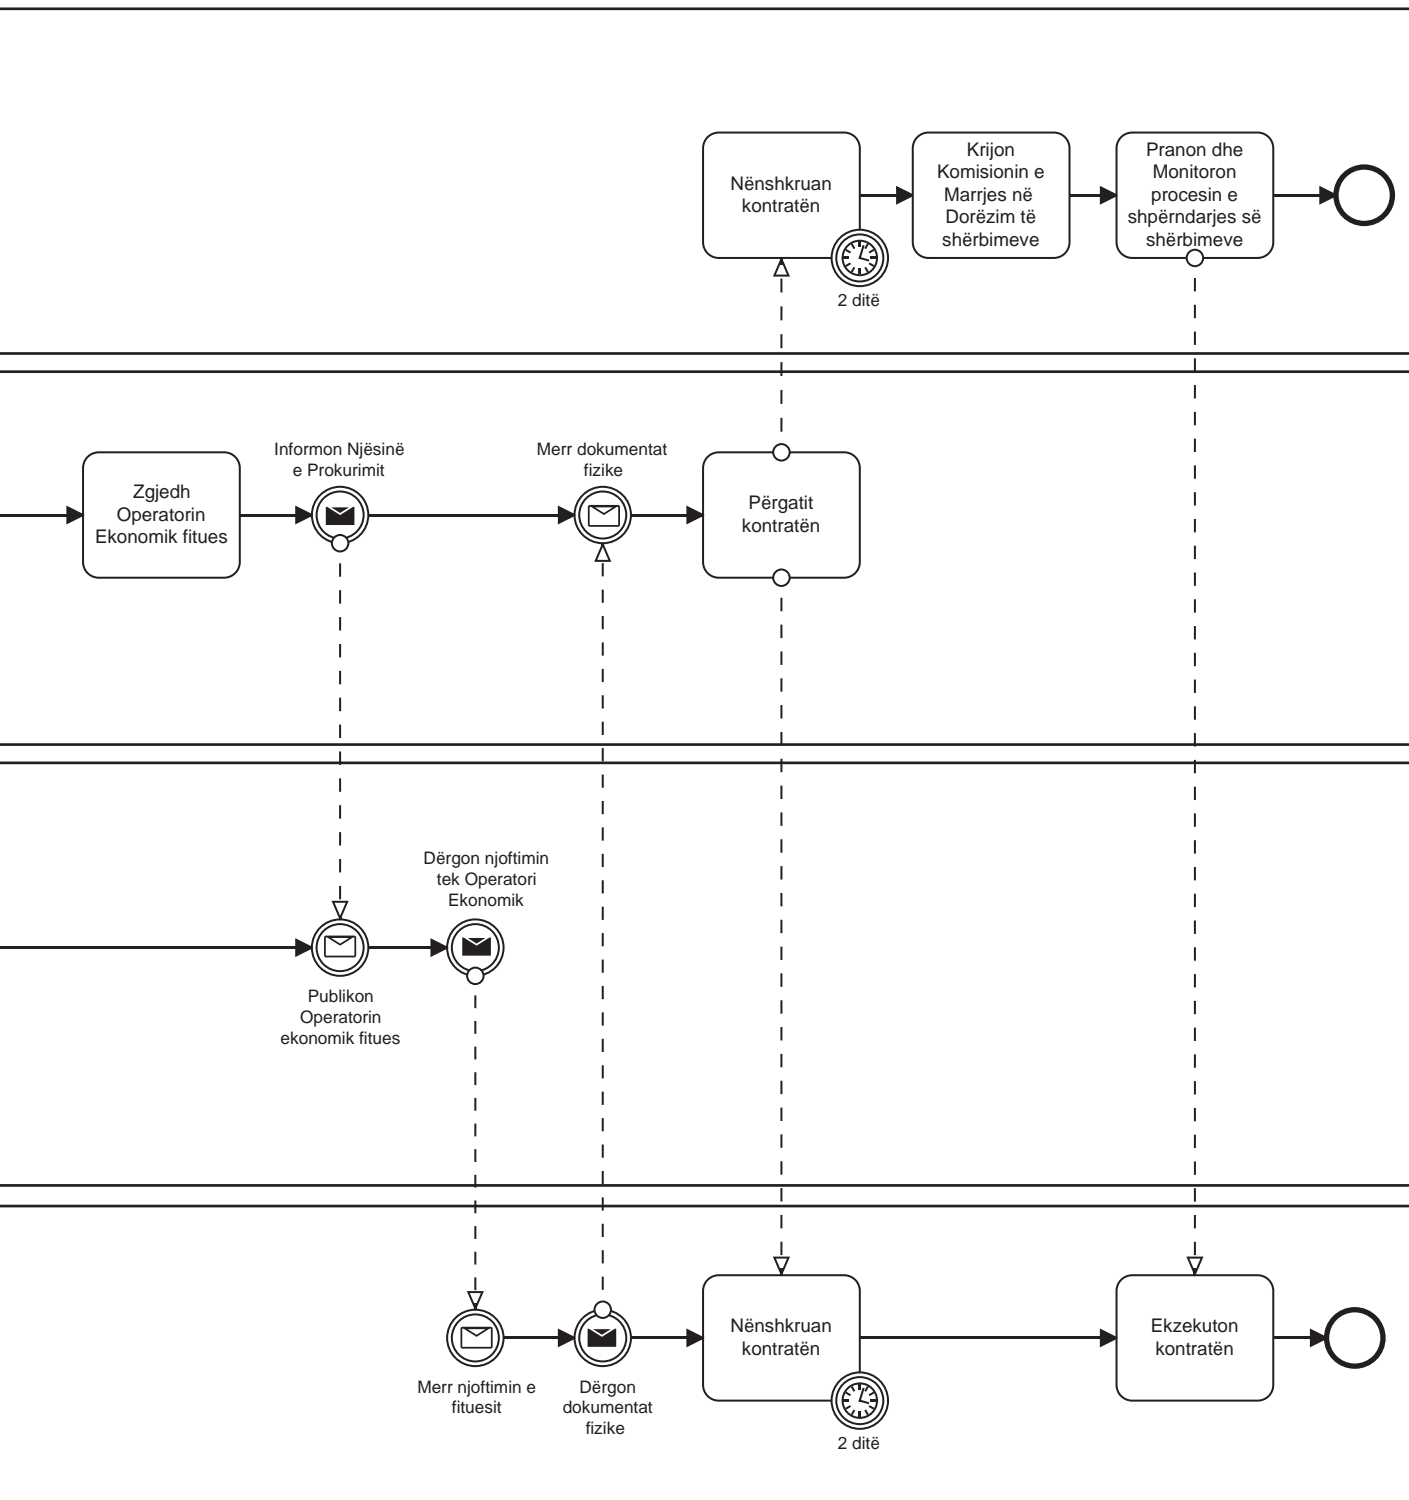 Nënshkruan
kontratën
2 ditë
Krijon
Komisionin e
Marrjes në
Dorëzim të
shërbimeve
Pranon dhe
Monitoron
procesin e
shpërndarjes së
shërbimeve
Zgjedh
Operatorin
Ekonomik fitues
Informon Njësinë
e Prokurimit
Merr dokumentat
fizike
Përgatit
kontratën
Publikon
Operatorin
ekonomik fitues
Dërgon njoftimin
tek Operatori
Ekonomik
Merr njoftimin e
fituesit
Dërgon
dokumentat
fizike
Nënshkruan
kontratën
2 ditë
Ekzekuton
kontratën